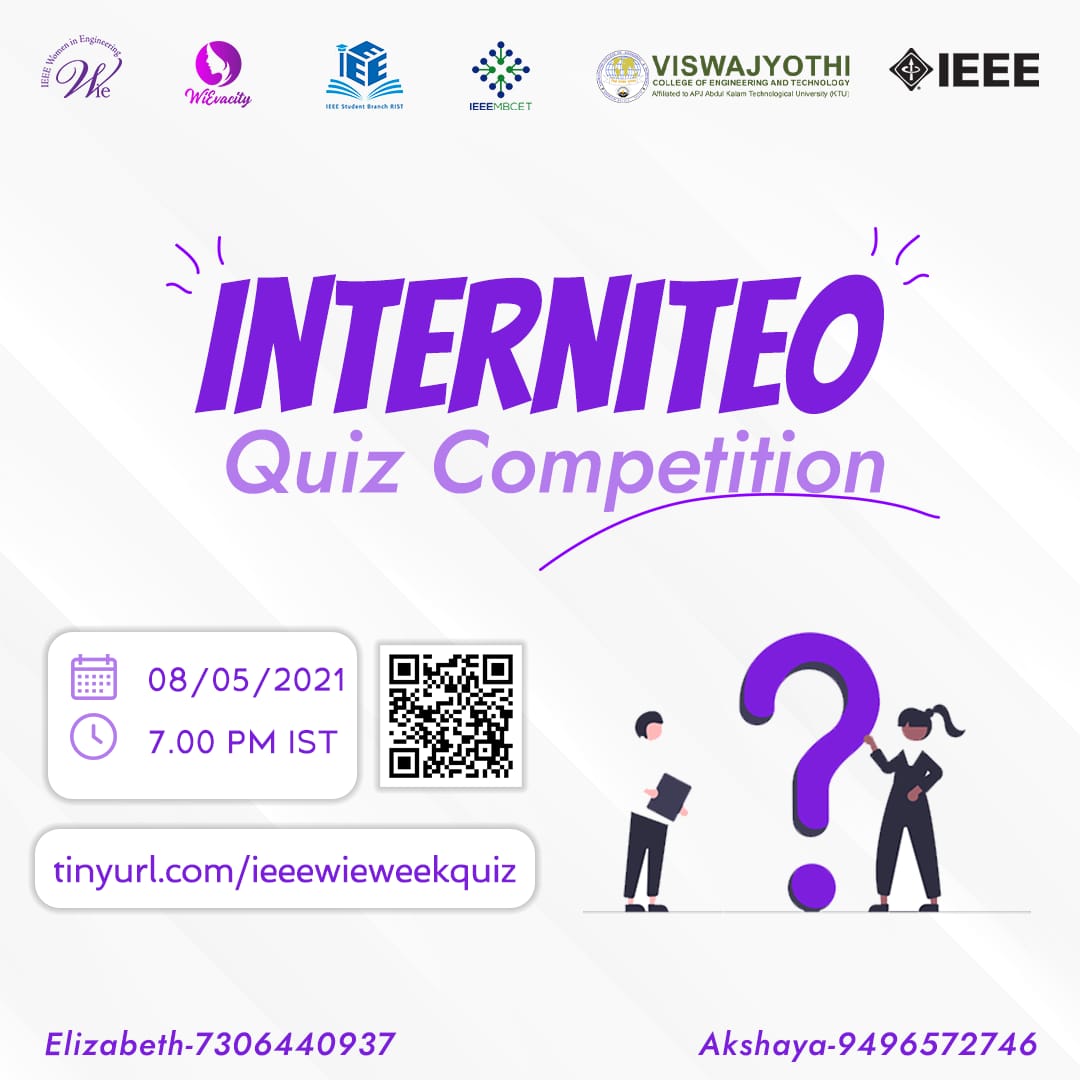 IEEE Women in Engineering
WIe
WiEvacity
IEEE
IEEE Student Branch RIST
IEEEMBCET
VISWAJYOTHI
COLLEGE OF ENGINEERING AND TECHNOLOGY
Affiliated to APJ Abdul Kalam Technological University (KTU)
IEEE
INTERNITEO
Quiz Competition
08/05/2021
7.00 PM IST
tinyurl.com/ieeewieweekquiz
Elizabeth-7306440937
Akshaya-9496572746